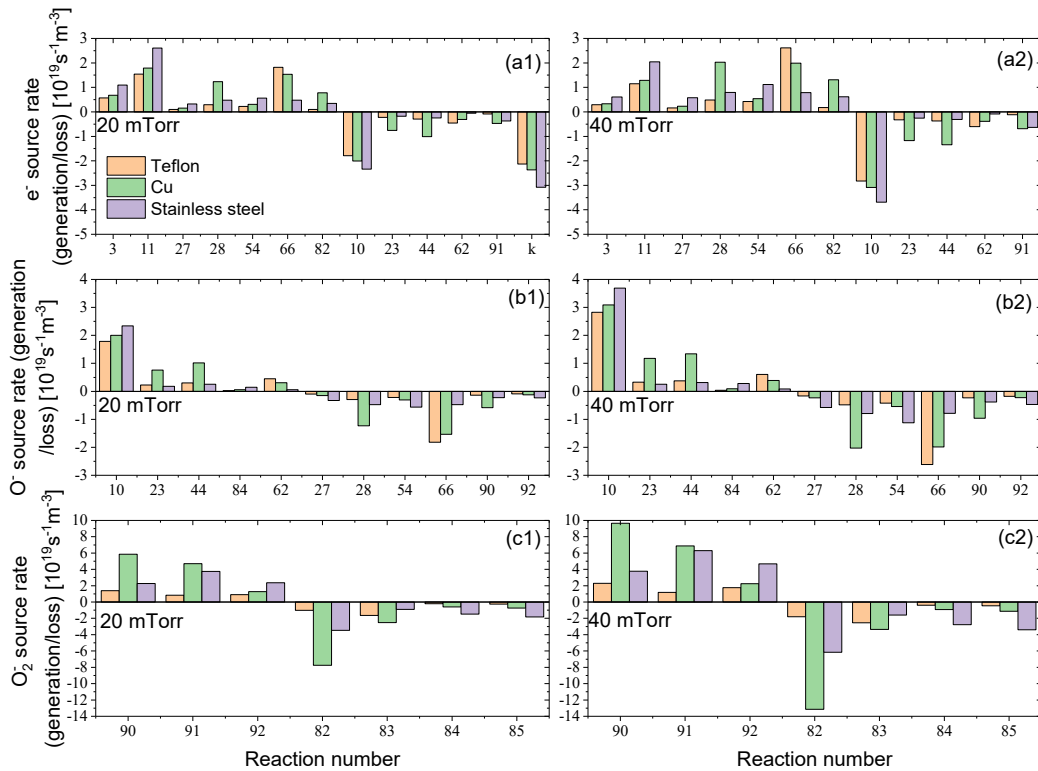 e⁻ source rate
(generation/loss) [10¹⁹s⁻¹m⁻³]
3
2
1
0
-1
-2
-3
-4
-5
(a1)
20 mTorr
Teflon
Cu
Stainless steel
3 11 27 28 54 66 82 10 23 44 62 91 k
3
2
1
0
-1
-2
-3
-4
-5
(a2)
40 mTorr
3 11 27 28 54 66 82 10 23 44 62 91
O⁻ source rate (generation
/loss) [10¹⁹s⁻¹m⁻³]
4
3
2
1
0
-1
-2
-3
(b1)
20 mTorr
10 23 44 84 62 27 28 54 66 90 92
4
3
2
1
0
-1
-2
-3
(b2)
40 mTorr
10 23 44 84 62 27 28 54 66 90 92
O₂⁻ source rate
(generation/loss) [10¹⁹s⁻¹m⁻³]
10
8
6
4
2
0
-2
-4
-6
-8
-10
-12
-14
(c1)
20 mTorr
90 91 92 82 83 84 85
Reaction number
10
8
6
4
2
0
-2
-4
-6
-8
-10
-12
-14
(c2)
40 mTorr
90 91 92 82 83 84 85
Reaction number